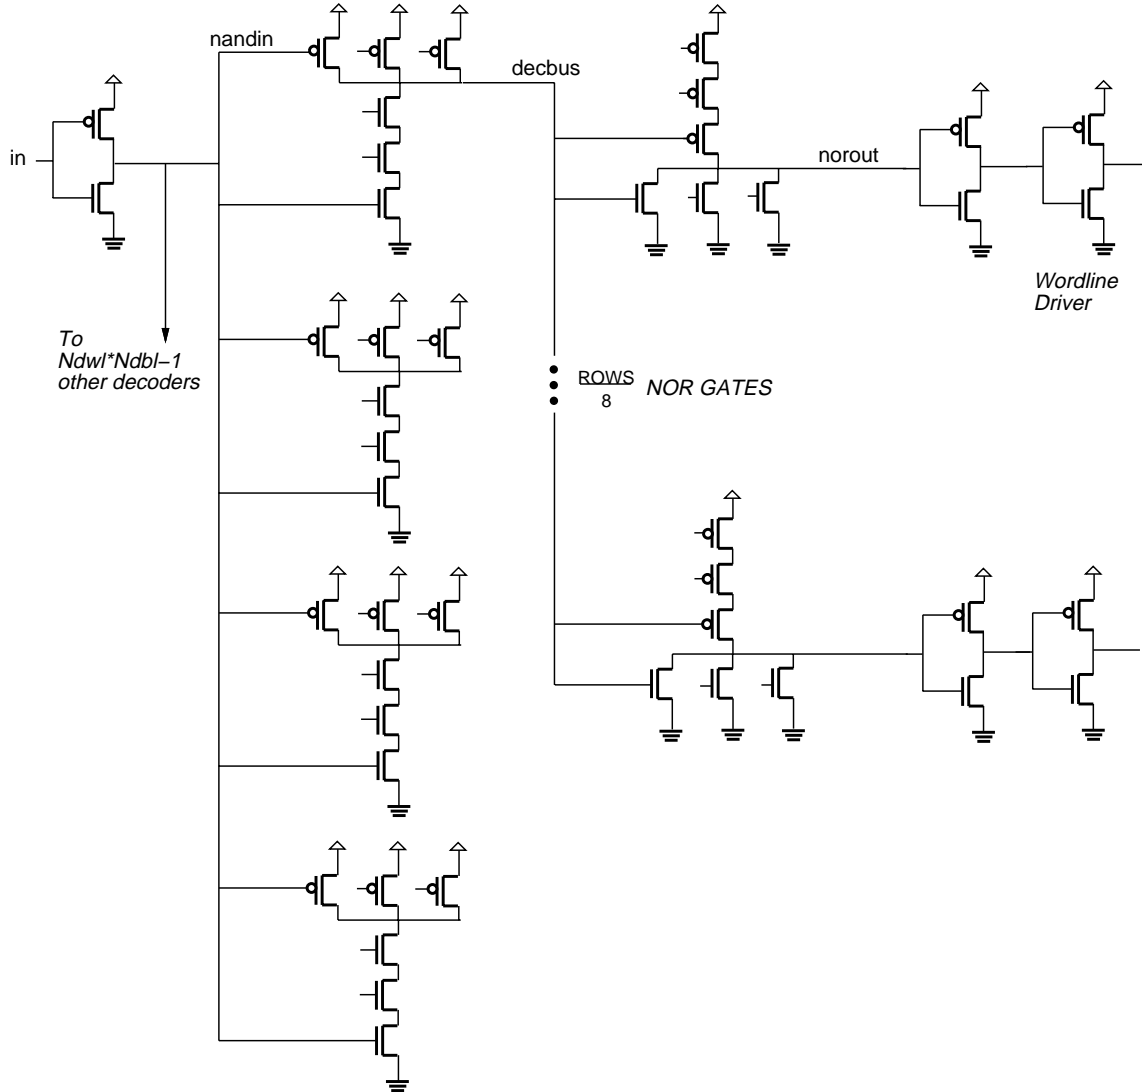 nandin
decbus
in
norout
To
Ndwl*Ndbl–1
other decoders
Wordline
Driver
ROWS
8
NOR GATES